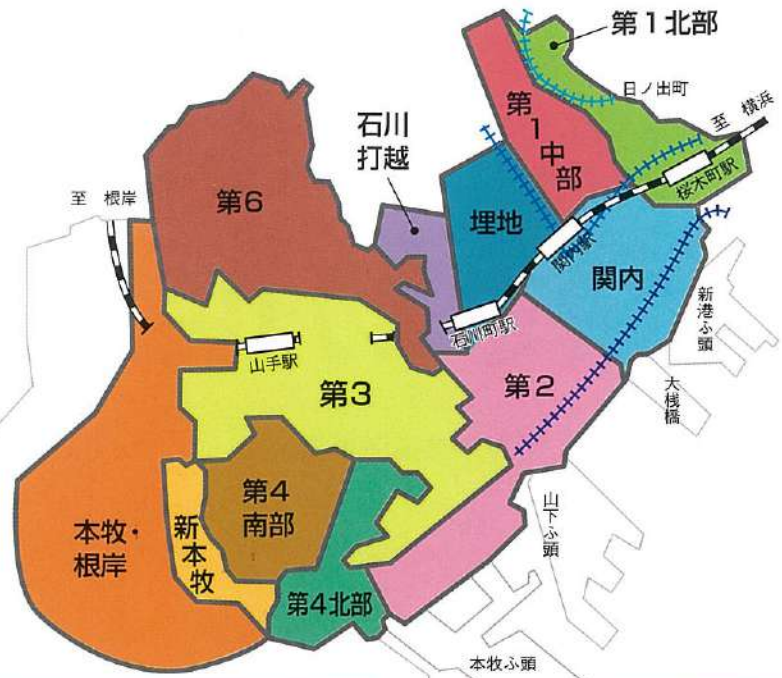 第1北部
日ノ出町
至 横浜
第1中部
桜木町駅
石川
打越
埋地
関内駅
関内
新港ふ頭
至 根岸
第6
石川町駅
山手駅
第3
第2
大桟橋
第4
南部
山下ふ頭
本牧・
根岸
新本牧
第4北部
本牧ふ頭